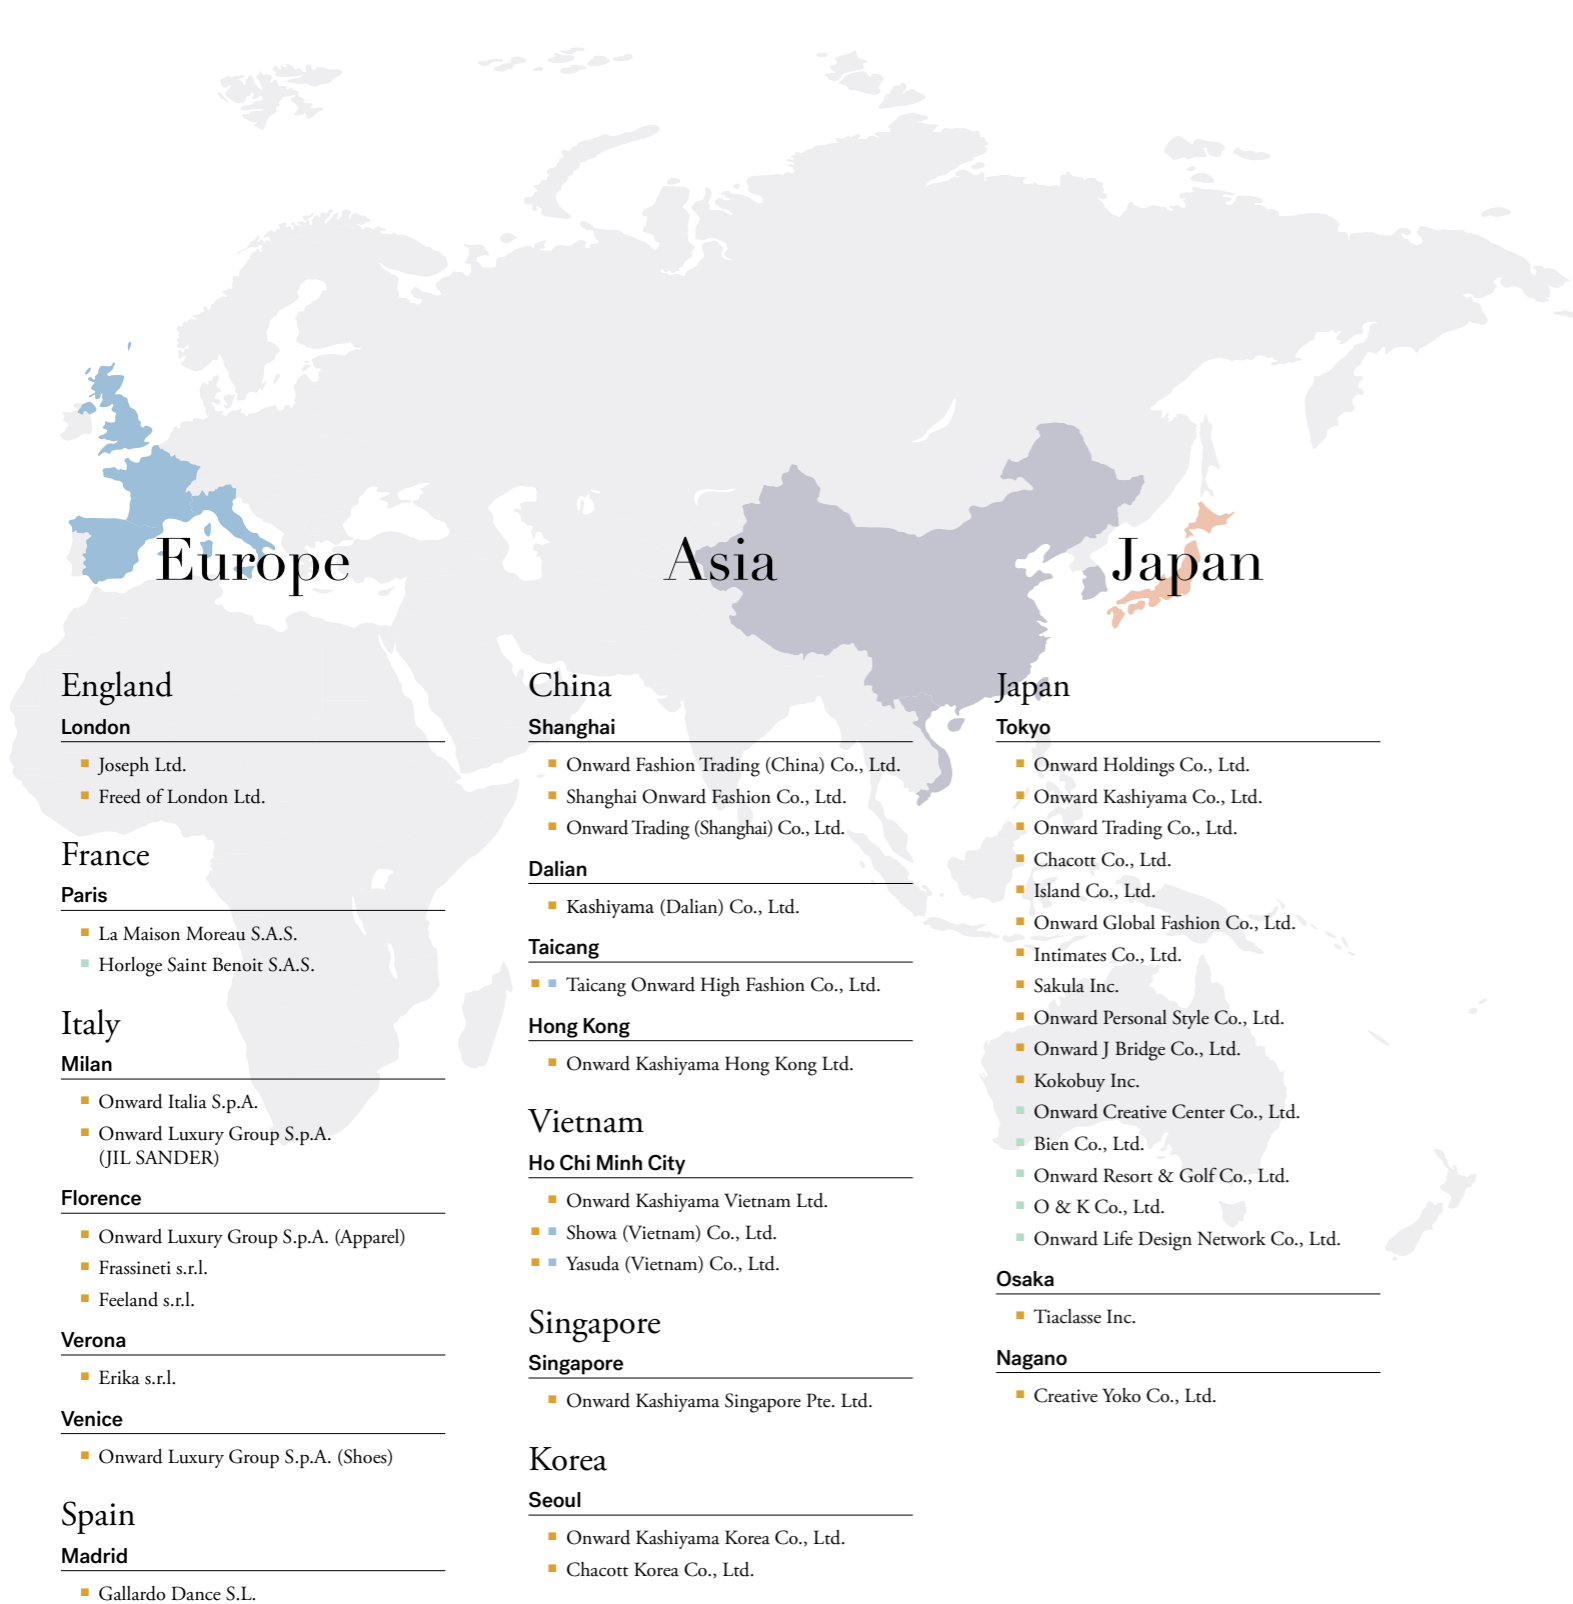 Europe
Asia
Japan
England
London
Joseph Ltd.
Freed of London Ltd.
France
Paris
La Maison Moreau S.A.S.
Horloge Saint Benoit S.A.S.
Italy
Milan
Onward Italia S.p.A.
Onward Luxury Group S.p.A.
(JIL SANDER)
Florence
Onward Luxury Group S.p.A. (Apparel)
Frassineti s.r.l.
Feeland s.r.l.
Verona
Erika s.r.l.
Venice
Onward Luxury Group S.p.A. (Shoes)
Spain
Madrid
Gallardo Dance S.L.
China
Shanghai
Onward Fashion Trading (China) Co., Ltd.
Shanghai Onward Fashion Co., Ltd.
Onward Trading (Shanghai) Co., Ltd.
Dalian
Kashiyama (Dalian) Co., Ltd.
Taicang
Taicang Onward High Fashion Co., Ltd.
Hong Kong
Onward Kashiyama Hong Kong Ltd.
Vietnam
Ho Chi Minh City
Onward Kashiyama Vietnam Ltd.
Showa (Vietnam) Co., Ltd.
Yasuda (Vietnam) Co., Ltd.
Singapore
Singapore
Onward Kashiyama Singapore Pte. Ltd.
Korea
Seoul
Onward Kashiyama Korea Co., Ltd.
Chacott Korea Co., Ltd.
Japan
Tokyo
Onward Holdings Co., Ltd.
Onward Kashiyama Co., Ltd.
Onward Trading Co., Ltd.
Chacott Co., Ltd.
Island Co., Ltd.
Onward Global Fashion Co., Ltd.
Intimates Co., Ltd.
Sakula Inc.
Onward Personal Style Co., Ltd.
Onward J Bridge Co., Ltd.
Kokobuy Inc.
Onward Creative Center Co., Ltd.
Bien Co., Ltd.
Onward Resort & Golf Co., Ltd.
O & K Co., Ltd.
Onward Life Design Network Co., Ltd.
Osaka
Tiaclasse Inc.
Nagano
Creative Yoko Co., Ltd.